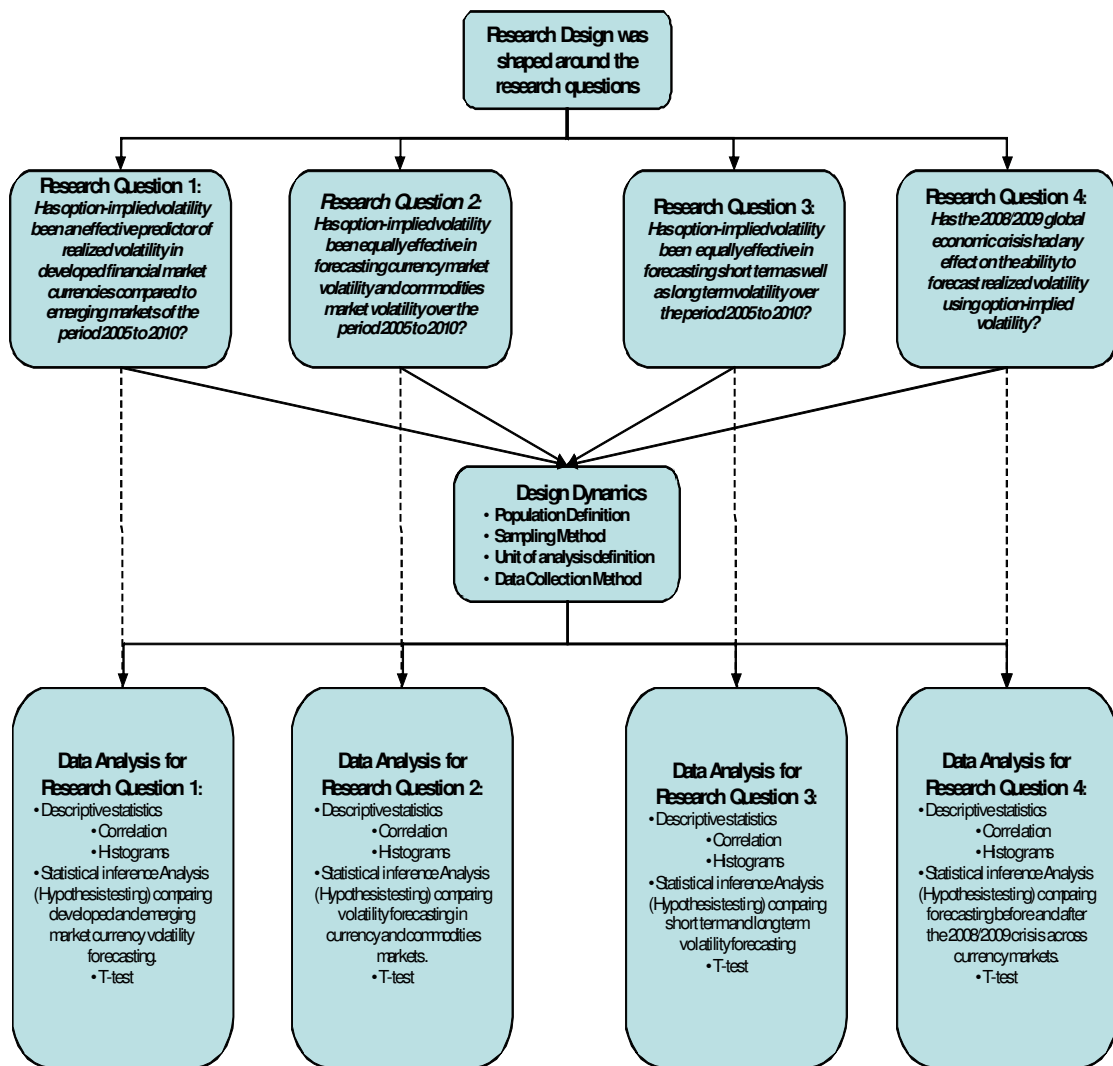 Research Design was
shaped around the
research questions
Research Question 1:
Has option-implied volatility
been an effective predictor of
realized volatility in
developed financial market
currencies compared to
emerging markets of the
period 2005 to 2010?
Research Question 2:
Has option-implied volatility
been equally effective in
forecasting currency market
volatility and commodities
market volatility over the
period 2005 to 2010?
Research Question 3:
Has option-implied volatility
been equally effective in
forecasting short term as well
as long term volatility over
the period 2005 to 2010?
Research Question 4:
Has the 2008/2009 global
economic crisis had any
effect on the ability to
forecast realized volatility
using option-implied
volatility?
Design Dynamics
• Population Definition
• Sampling Method
• Unit of analysis definition
• Data Collection Method
Data Analysis for
Research Question 1:
• Descriptive statistics
• Correlation
• Histograms
• Statistical inference Analysis
(Hypothesis testing) comparing
developed and emerging
market currency volatility
forecasting.
• T-test
Data Analysis for
Research Question 2:
• Descriptive statistics
• Correlation
• Histograms
• Statistical inference Analysis
(Hypothesis testing) comparing
volatility forecasting in
currency and commodities
markets.
• T-test
Data Analysis for
Research Question 3:
• Descriptive statistics
• Correlation
• Histograms
• Statistical inference Analysis
(Hypothesis testing) comparing
short term and long term
volatility forecasting
• T-test
Data Analysis for
Research Question 4:
• Descriptive statistics
• Correlation
• Histograms
• Statistical inference Analysis
(Hypothesis testing) comparing
forecasting before and after
the 2008/2009 crisis across
currency markets.
• T-test